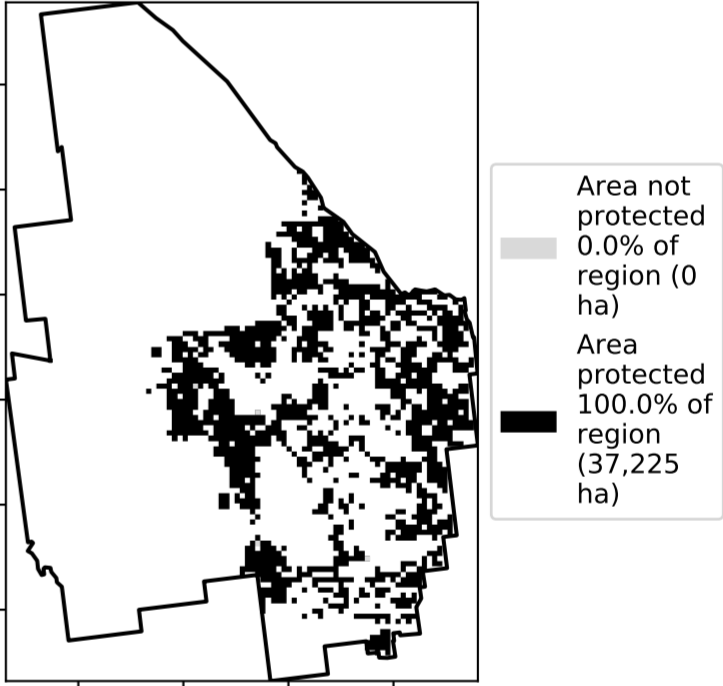 Area not
protected
0.0% of
region (0
ha)
Area
protected
100.0% of
region
(37,225
ha)